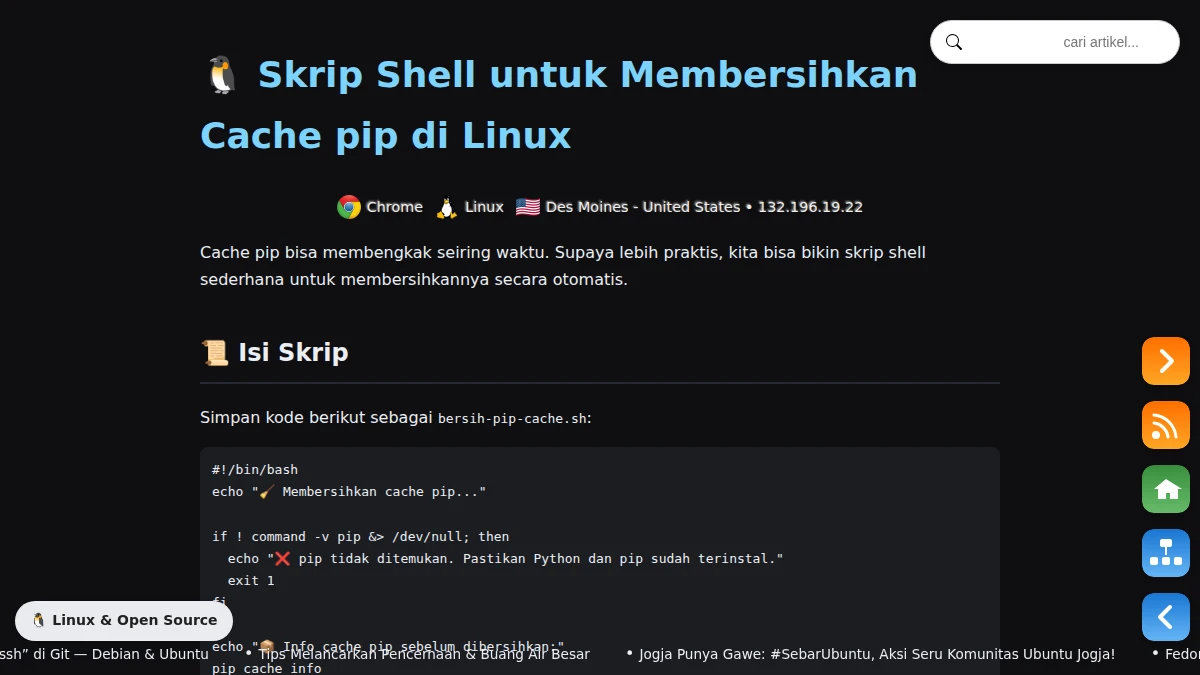 cari artikel...
🐧 Skrip Shell untuk Membersihkan
Cache pip di Linux
Chrome Linux Des Moines - United States • 132.196.19.22
Cache pip bisa membengkak seiring waktu. Supaya lebih praktis, kita bisa bikin skrip shell
sederhana untuk membersihkannya secara otomatis.
📜 Isi Skrip
Simpan kode berikut sebagai bersih-pip-cache.sh:
#!/bin/bash
echo "🧹 Membersihkan cache pip..."
if ! command -v pip &> /dev/null; then
echo "❌ pip tidak ditemukan. Pastikan Python dan pip sudah terinstal."
exit 1
fi
🐧 Linux & Open Source
echo "📦 Info cache pip sebelum dibersihkan:"
ssh” di Git — Debian & Ubuntu • Tips Melancarkan Pencernaan & Buang Air Besar • Jogja Punya Gawe: #SebarUbuntu, Aksi Seru Komunitas Ubuntu Jogja! • Fedor
pip cache info